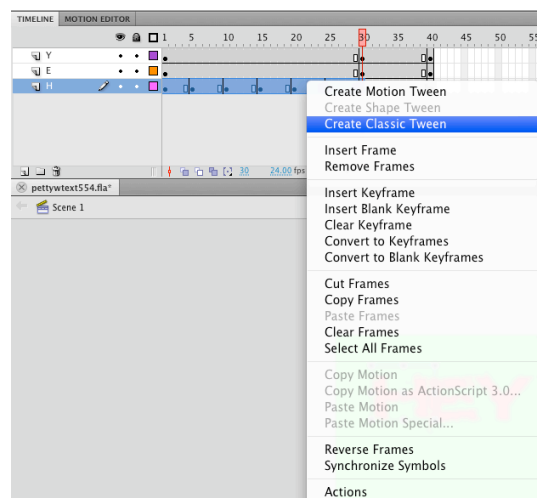 TIMELINE MOTION EDITOR
1 5 10 15 20 25 30 35 40 45 50 55
Y
E
H
30 24.00 fps
pettywtext554.fla*
Scene 1
Create Motion Tween
Create Shape Tween
Create Classic Tween
Insert Frame
Remove Frames
Insert Keyframe
Insert Blank Keyframe
Clear Keyframe
Convert to Keyframes
Convert to Blank Keyframes
Cut Frames
Copy Frames
Paste Frames
Clear Frames
Select All Frames
Copy Motion
Copy Motion as ActionScript 3.0...
Paste Motion
Paste Motion Special...
HEY
Reverse Frames
Synchronize Symbols
Actions